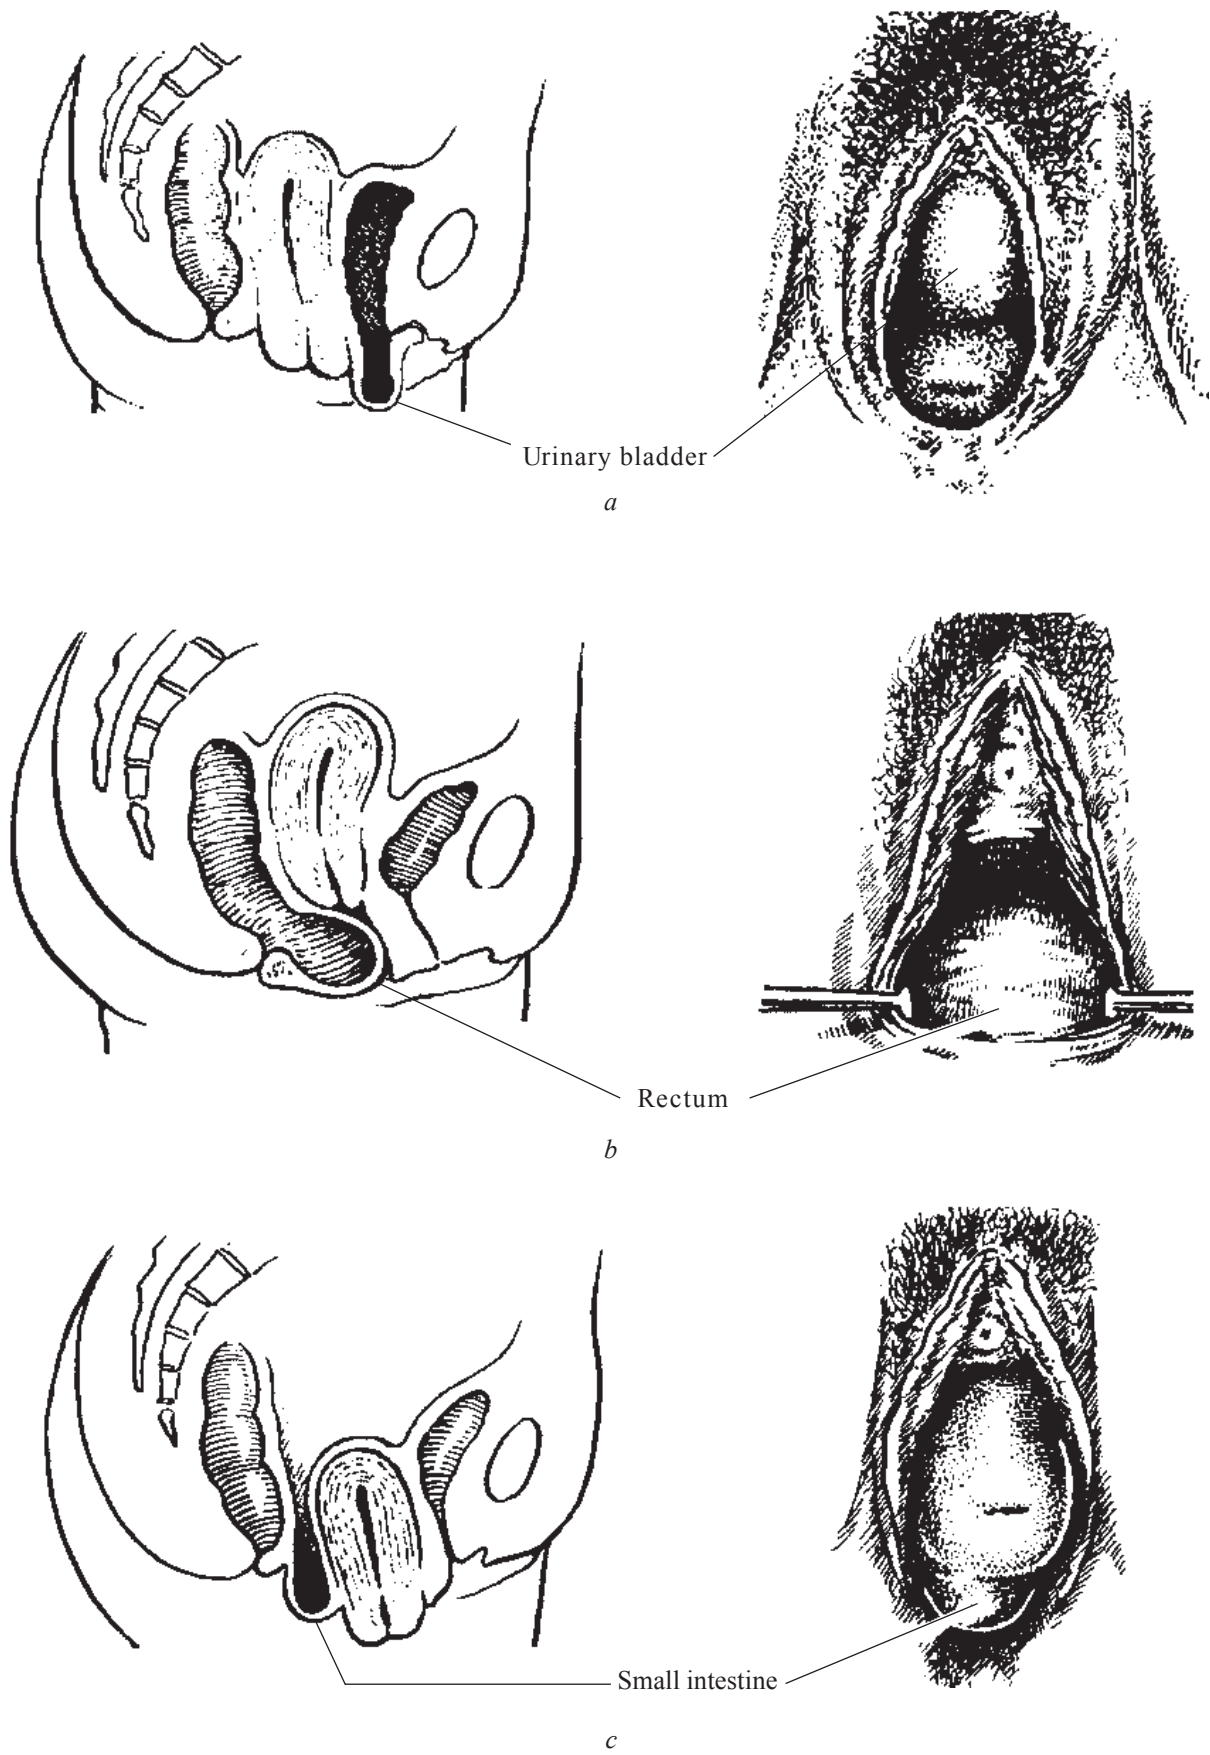 Urinary bladder
a
Rectum
b
Small intestine
c